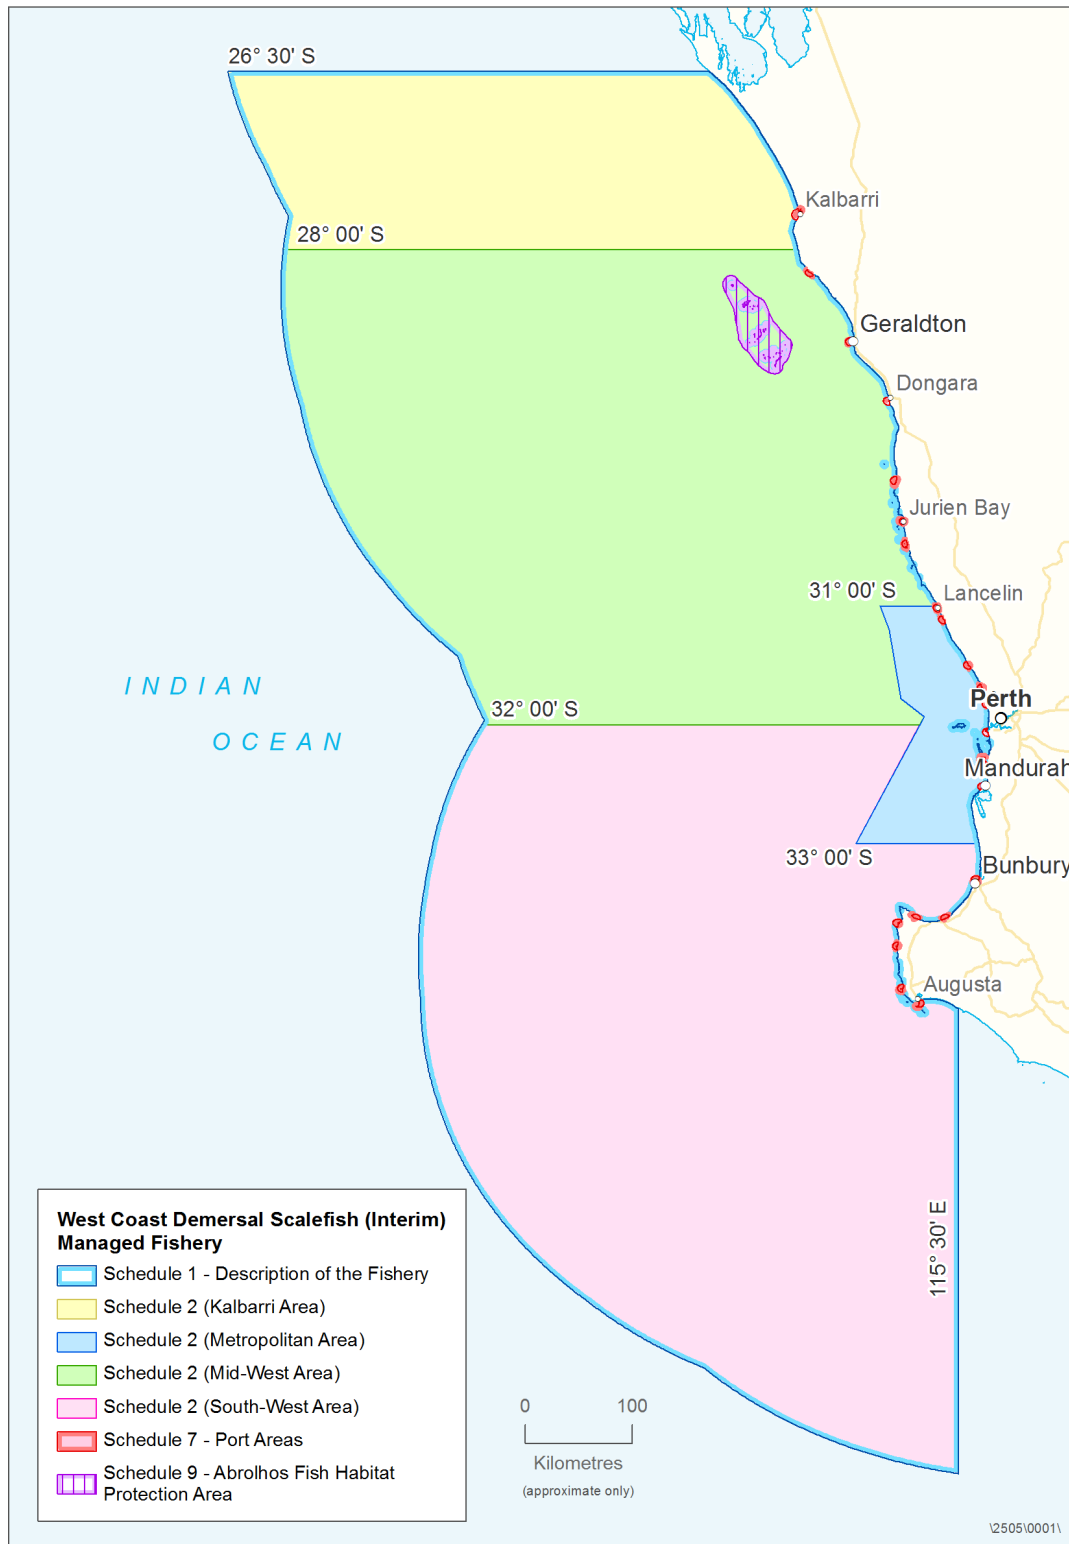 26° 30' S
Kalbarri
28° 00' S
Geraldton
Dongara
Jurien Bay
31° 00' S
Lancelin
INDIAN
OCEAN
32° 00' S
Perth
Mandurah
33° 00' S
Bunbury
Augusta
115° 30' E
West Coast Demersal Scalefish (Interim)
Managed Fishery
Schedule 1 - Description of the Fishery
Schedule 2 (Kalbarri Area)
Schedule 2 (Metropolitan Area)
Schedule 2 (Mid-West Area)
Schedule 2 (South-West Area)
Schedule 7 - Port Areas
Schedule 9 - Abrolhos Fish Habitat
Protection Area
0 100
Kilometres
(approximate only)
\2505\0001\